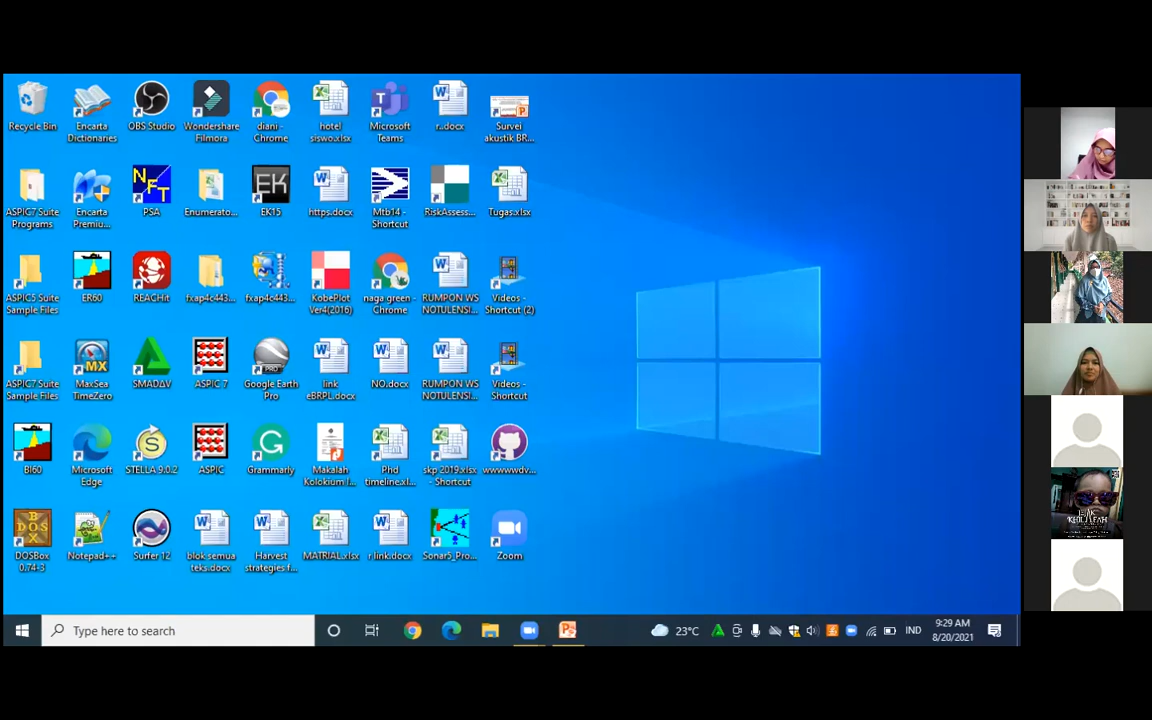 Recycle Bin
Encarta
Dictionaries
OBS Studio
Wondershare
Filmora
diani -
Chrome
hotel
siswo.xlsx
Microsoft
Teams
r..docx
Survei
akustik BR...
ASPIC7 Suite
Programs
Encarta
Premiu...
NFT
PSA
Enumerato...
EK
EK15
https.docx
Mtb14 -
Shortcut
RiskAssess...
Tugas.xlsx
ASPIC5 Suite
Sample Files
ER60
REACHit
fxap4c443...
fxap4c443...
KobePlot
Ver4(2016)
naga green -
Chrome
RUMPON WS
NOTULENSI...
Videos -
Shortcut (2)
ASPIC7 Suite
Sample Files
MX
MaxSea
TimeZero
SMADΔV
ASPIC 7
PRO
Google Earth
Pro
link
eBRPL.docx
NO.docx
RUMPON WS
NOTULENSI...
Videos -
Shortcut
BI60
Microsoft
Edge
S
STELLA 9.0.2
ASPIC
G
Grammarly
Makalah
Kolokium I...
Phd
timeline.xl...
skp 2019.xlsx
- Shortcut
wwwwwdv...
DOSBox
0.74-3
Notepad++
Surfer 12
blok semua
teks.docx
Harvest
strategies f...
MATRIAL.xlsx
r link.docx
Sonar5_Pro...
Zoom
Type here to search
23°C
IND
9:29 AM
8/20/2021